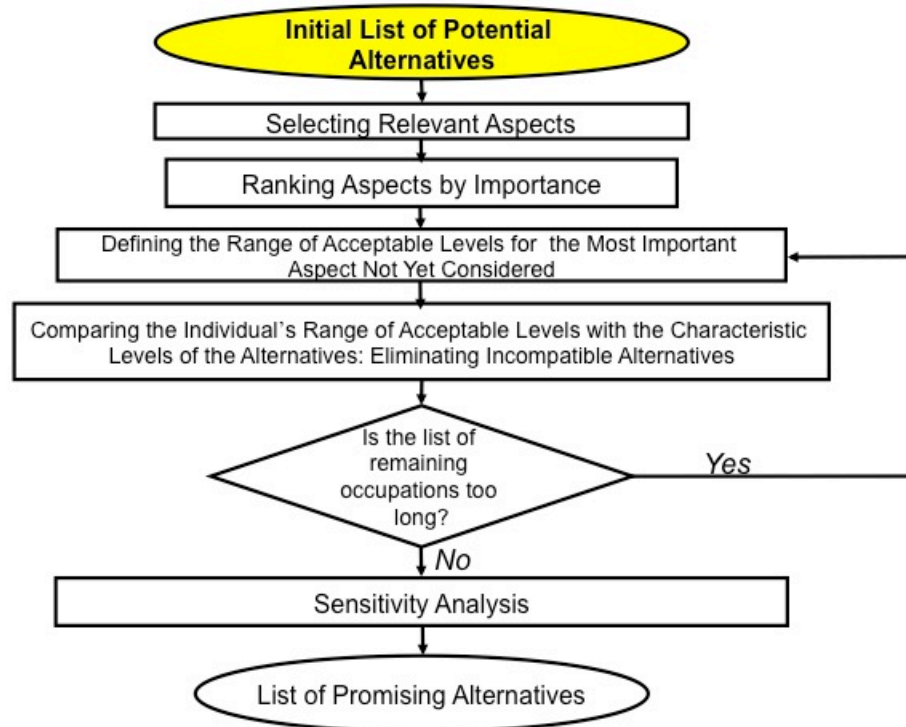 Initial List of Potential
Alternatives
Selecting Relevant Aspects
Ranking Aspects by Importance
Defining the Range of Acceptable Levels for the Most Important
Aspect Not Yet Considered
Comparing the Individual's Range of Acceptable Levels with the Characteristic
Levels of the Alternatives: Eliminating Incompatible Alternatives
Is the list of
remaining
occupations too
long?
Yes
No
Sensitivity Analysis
List of Promising Alternatives